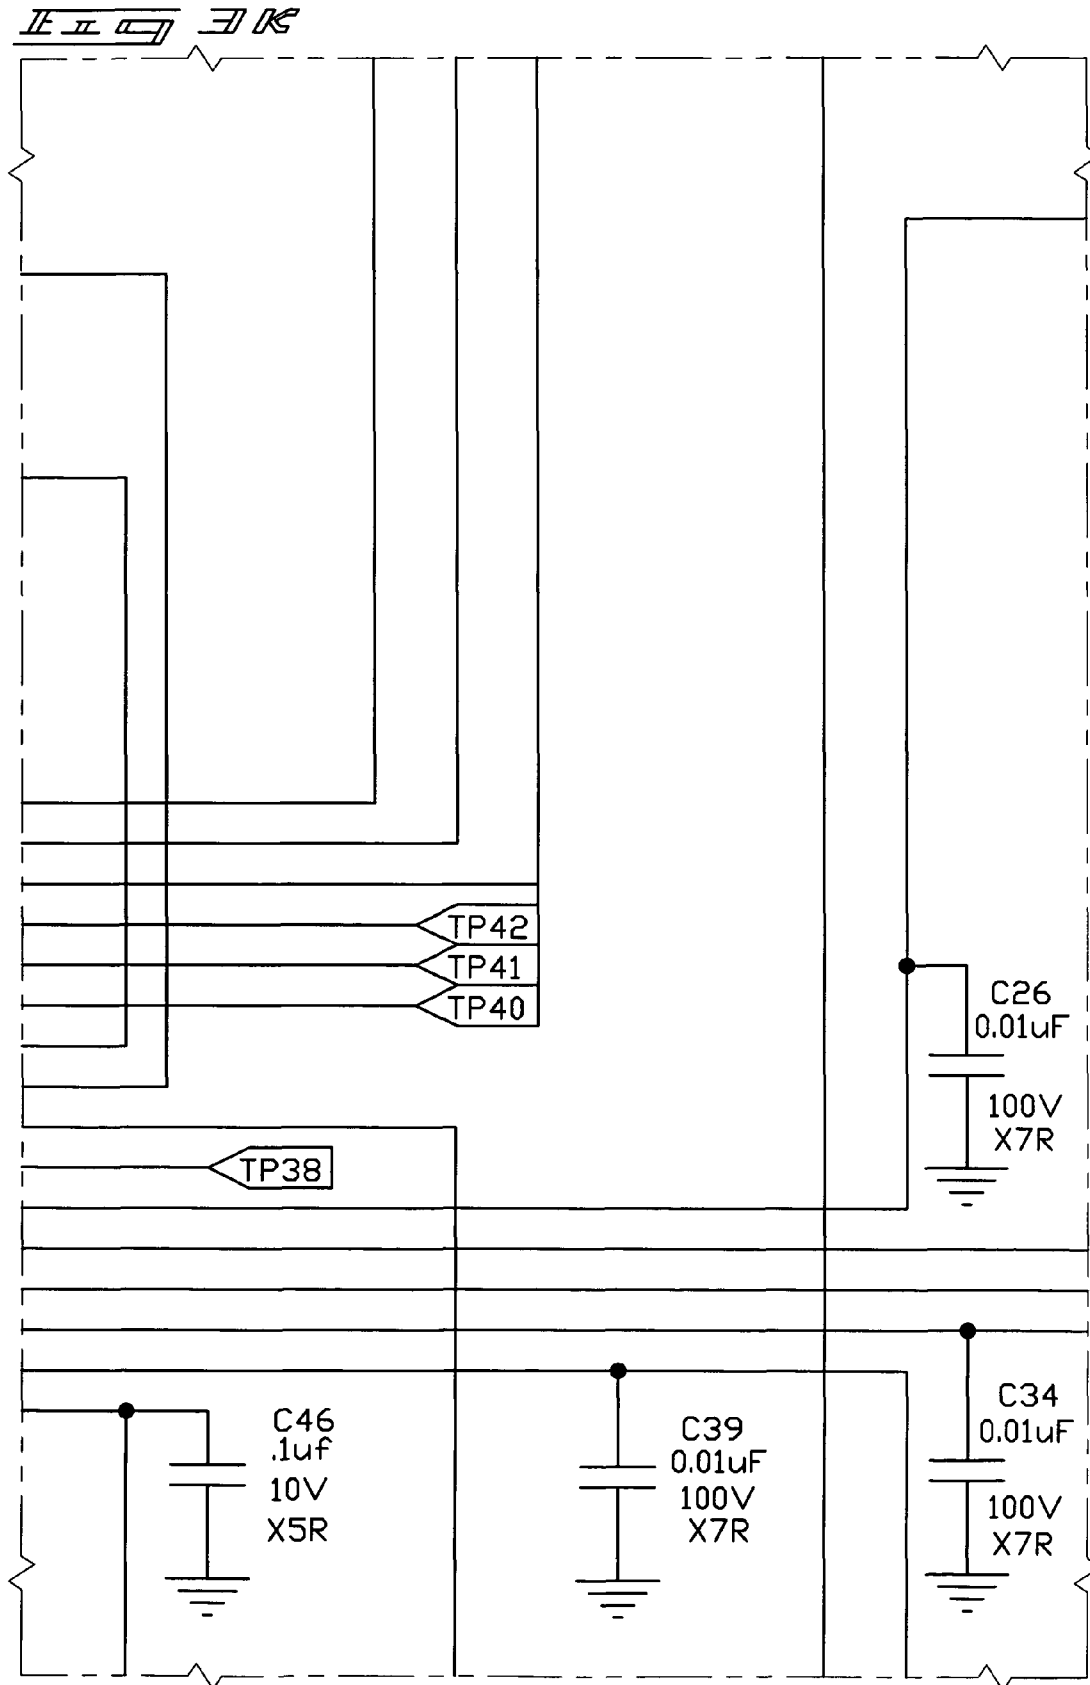 Fig 3K
TP42
TP41
TP40
C26
0.01uF
100V
X7R
TP38
C46
.1uf
10V
X5R
C39
0.01uF
100V
X7R
C34
0.01uF
100V
X7R